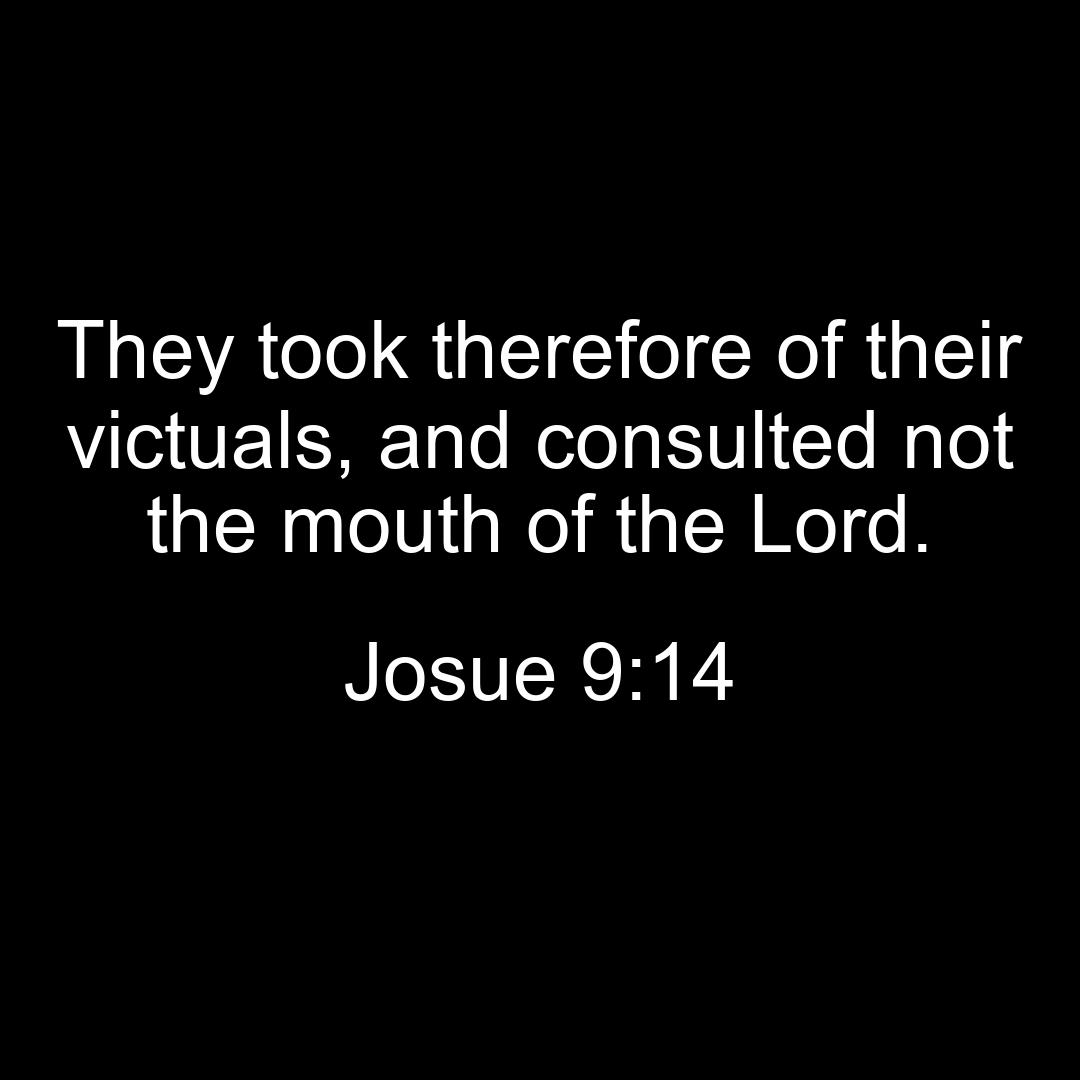 They took therefore of their
victuals, and consulted not
the mouth of the Lord.
Josue 9:14